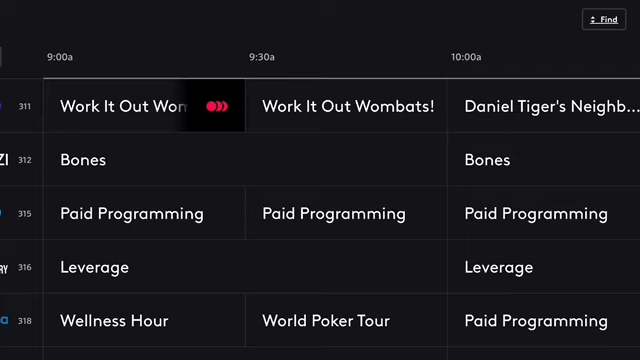 Find
9:00a 9:30a 10:00a
311 Work It Out Wom Work It Out Wombats! Daniel Tiger's Neighb...
ZI 312 Bones Bones
315 Paid Programming Paid Programming Paid Programming
RY 316 Leverage Leverage
a 318 Wellness Hour World Poker Tour Paid Programming